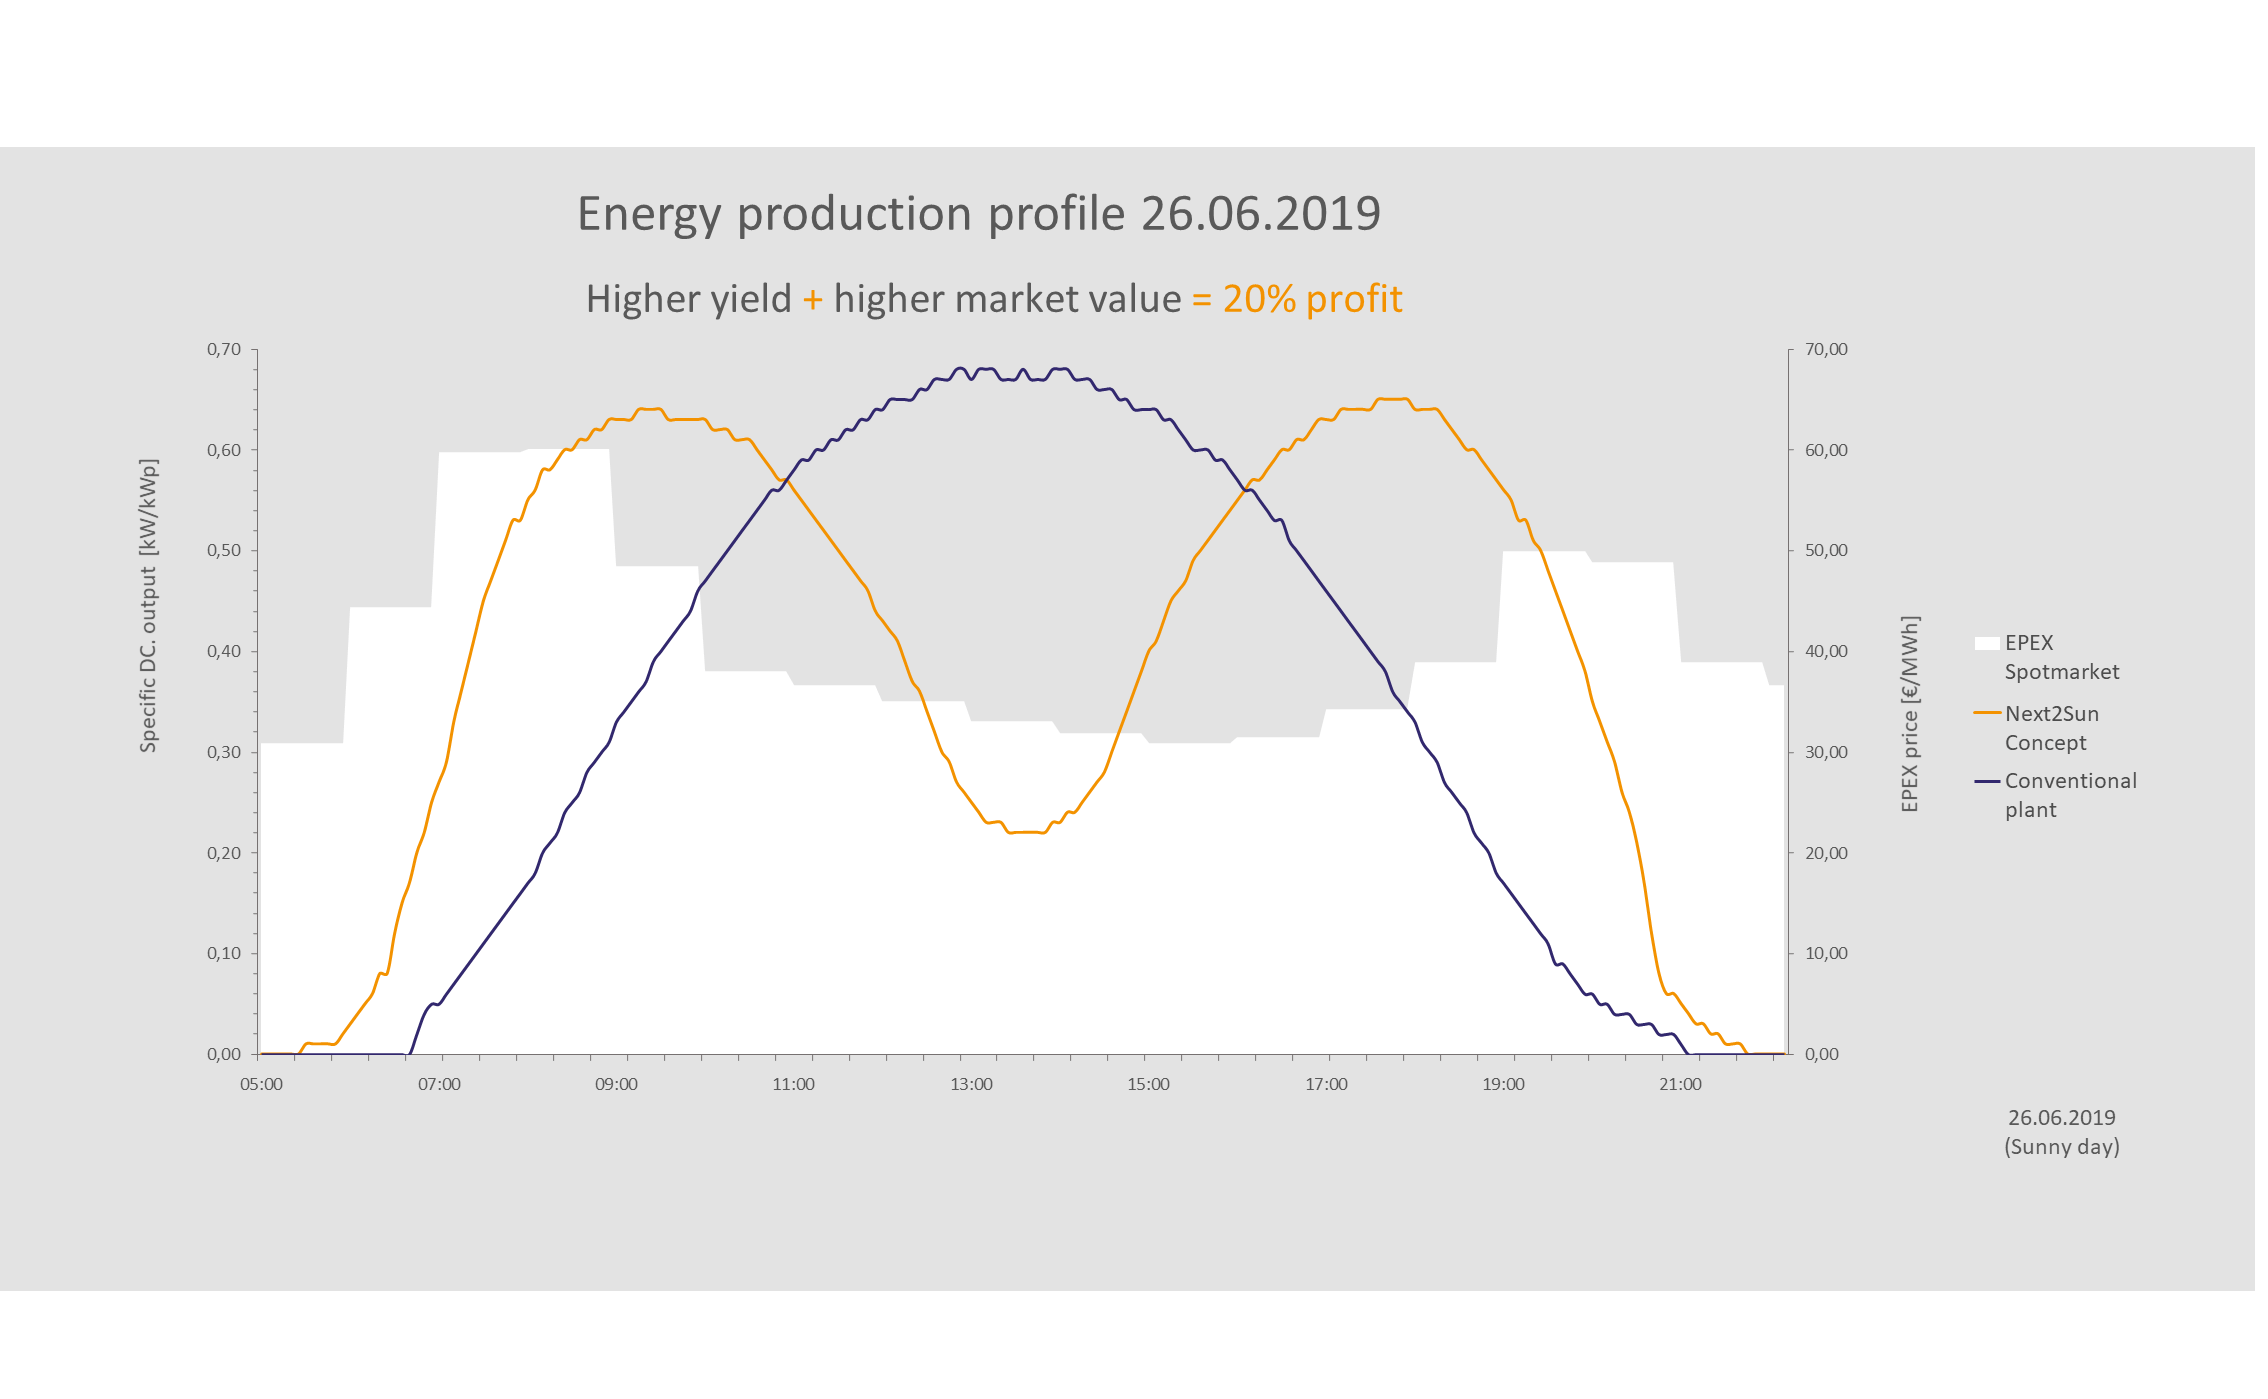 Energy production profile 26.06.2019
Higher yield + higher market value = 20% profit
Specific DC. output [kW/kWp]
0,70
0,60
0,50
0,40
0,30
0,20
0,10
0,00
70,00
60,00
50,00
40,00
30,00
20,00
10,00
0,00
EPEX price [€/MWh]
05:00 07:00 09:00 11:00 13:00 15:00 17:00 19:00 21:00
EPEX
Spotmarket
Next2Sun
Concept
Conventional
plant
26.06.2019
(Sunny day)